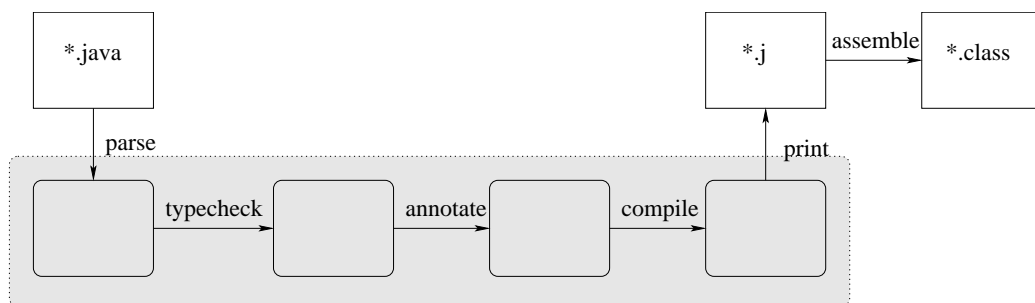 *.java
*.j
assemble
*.class
parse
print
typecheck
annotate
compile